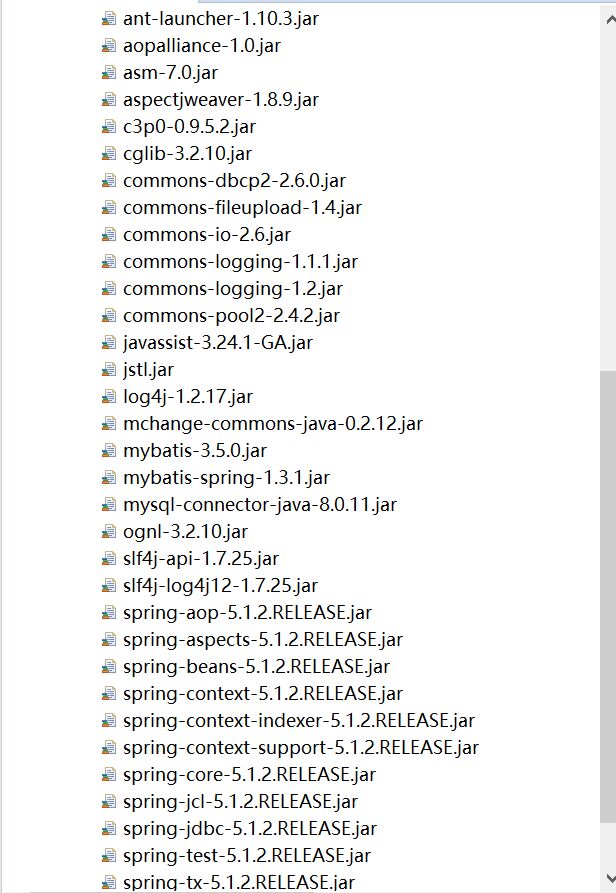 ant-launcher-1.10.3.jar
aopalliance-1.0.jar
asm-7.0.jar
aspectjweaver-1.8.9.jar
c3p0-0.9.5.2.jar
cglib-3.2.10.jar
commons-dbcp2-2.6.0.jar
commons-fileupload-1.4.jar
commons-io-2.6.jar
commons-logging-1.1.1.jar
commons-logging-1.2.jar
commons-pool2-2.4.2.jar
javassist-3.24.1-GA.jar
jstl.jar
log4j-1.2.17.jar
mchange-commons-java-0.2.12.jar
mybatis-3.5.0.jar
mybatis-spring-1.3.1.jar
mysql-connector-java-8.0.11.jar
ognl-3.2.10.jar
slf4j-api-1.7.25.jar
slf4j-log4j12-1.7.25.jar
spring-aop-5.1.2.RELEASE.jar
spring-aspects-5.1.2.RELEASE.jar
spring-beans-5.1.2.RELEASE.jar
spring-context-5.1.2.RELEASE.jar
spring-context-indexer-5.1.2.RELEASE.jar
spring-context-support-5.1.2.RELEASE.jar
spring-core-5.1.2.RELEASE.jar
spring-jcl-5.1.2.RELEASE.jar
spring-jdbc-5.1.2.RELEASE.jar
spring-test-5.1.2.RELEASE.jar
spring-tx-5.1.2.RELEASE.jar